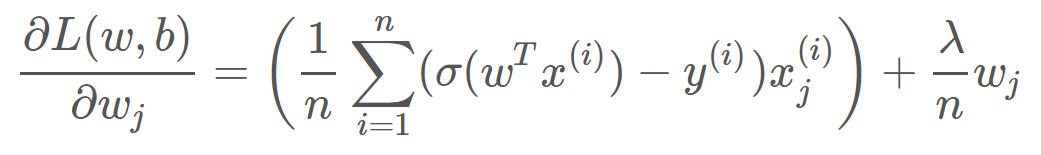 ∂L(w, b)/∂w_j = ( 1/n ∑_{i=1}^{n} (σ(w^T x^{(i)}) − y^{(i)}) x_j^{(i)} ) + λ/n w_j